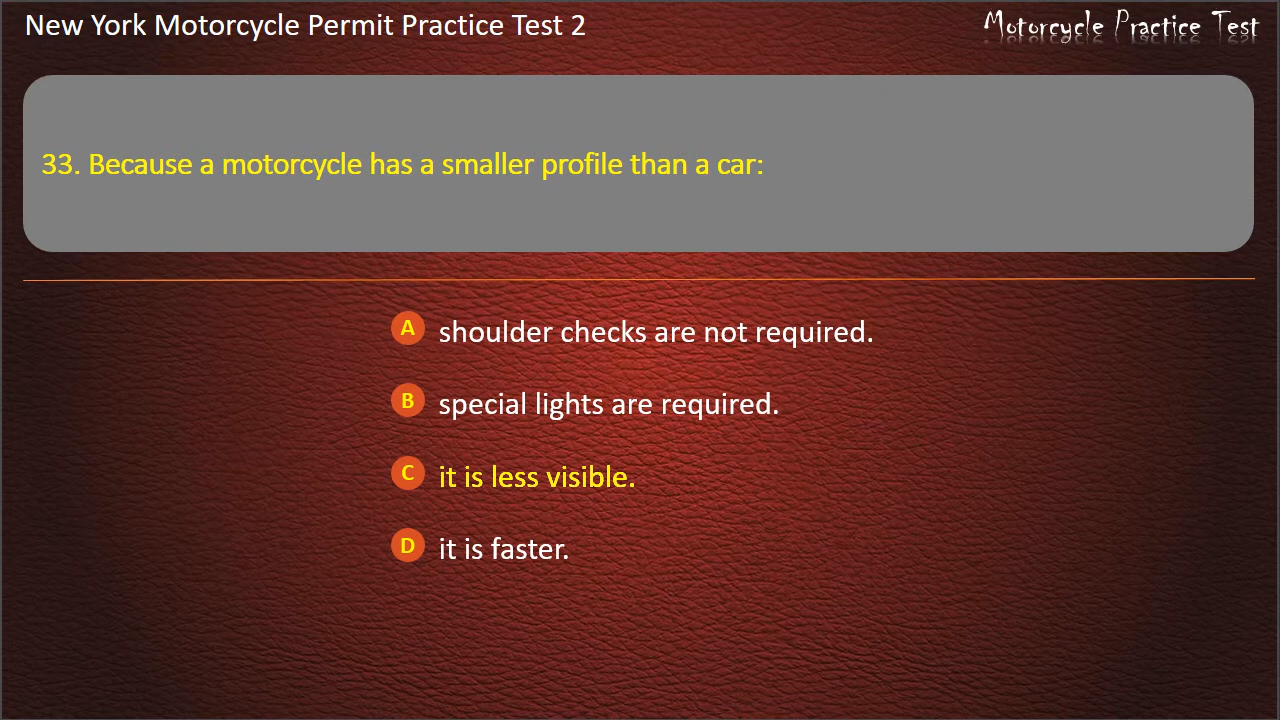 New York Motorcycle Permit Practice Test 2
Motorcycle Practice Test
33. Because a motorcycle has a smaller profile than a car:
A shoulder checks are not required.
B special lights are required.
C it is less visible.
D it is faster.